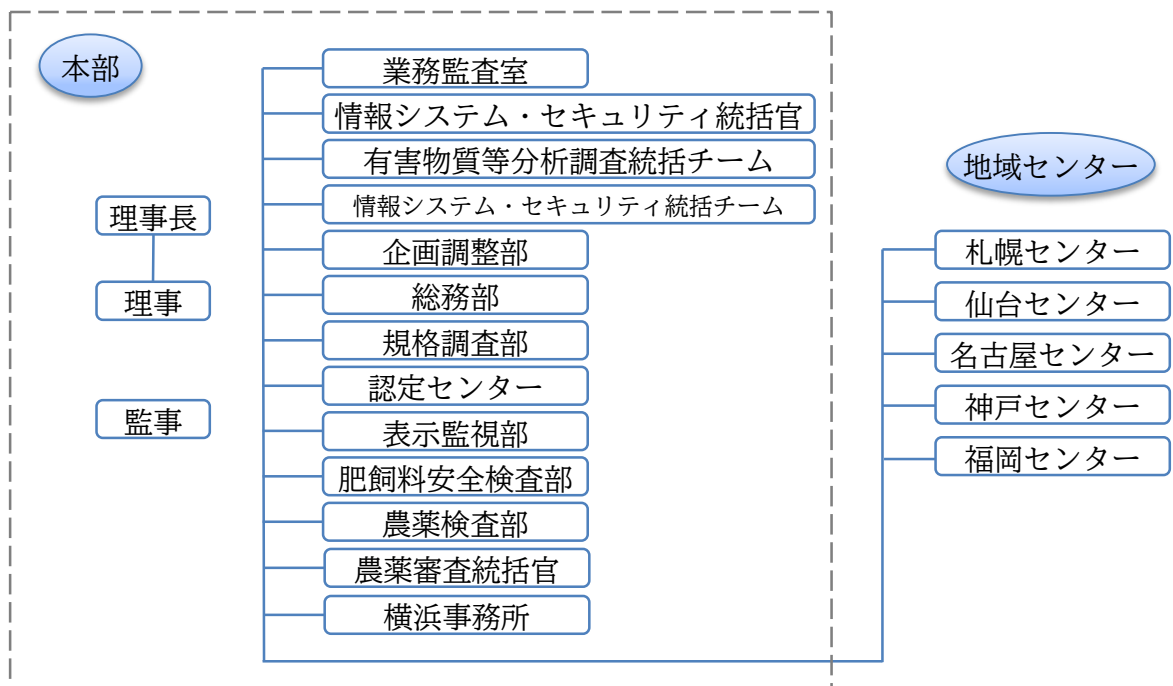 本部
業務監査室
情報システム・セキュリティ統括官
有害物質等分析調査統括チーム
情報システム・セキュリティ統括チーム
企画調整部
総務部
規格調査部
認定センター
表示監視部
肥飼料安全検査部
農薬検査部
農薬審査統括官
横浜事務所
理事長
理事
監事
地域センター
札幌センター
仙台センター
名古屋センター
神戸センター
福岡センター